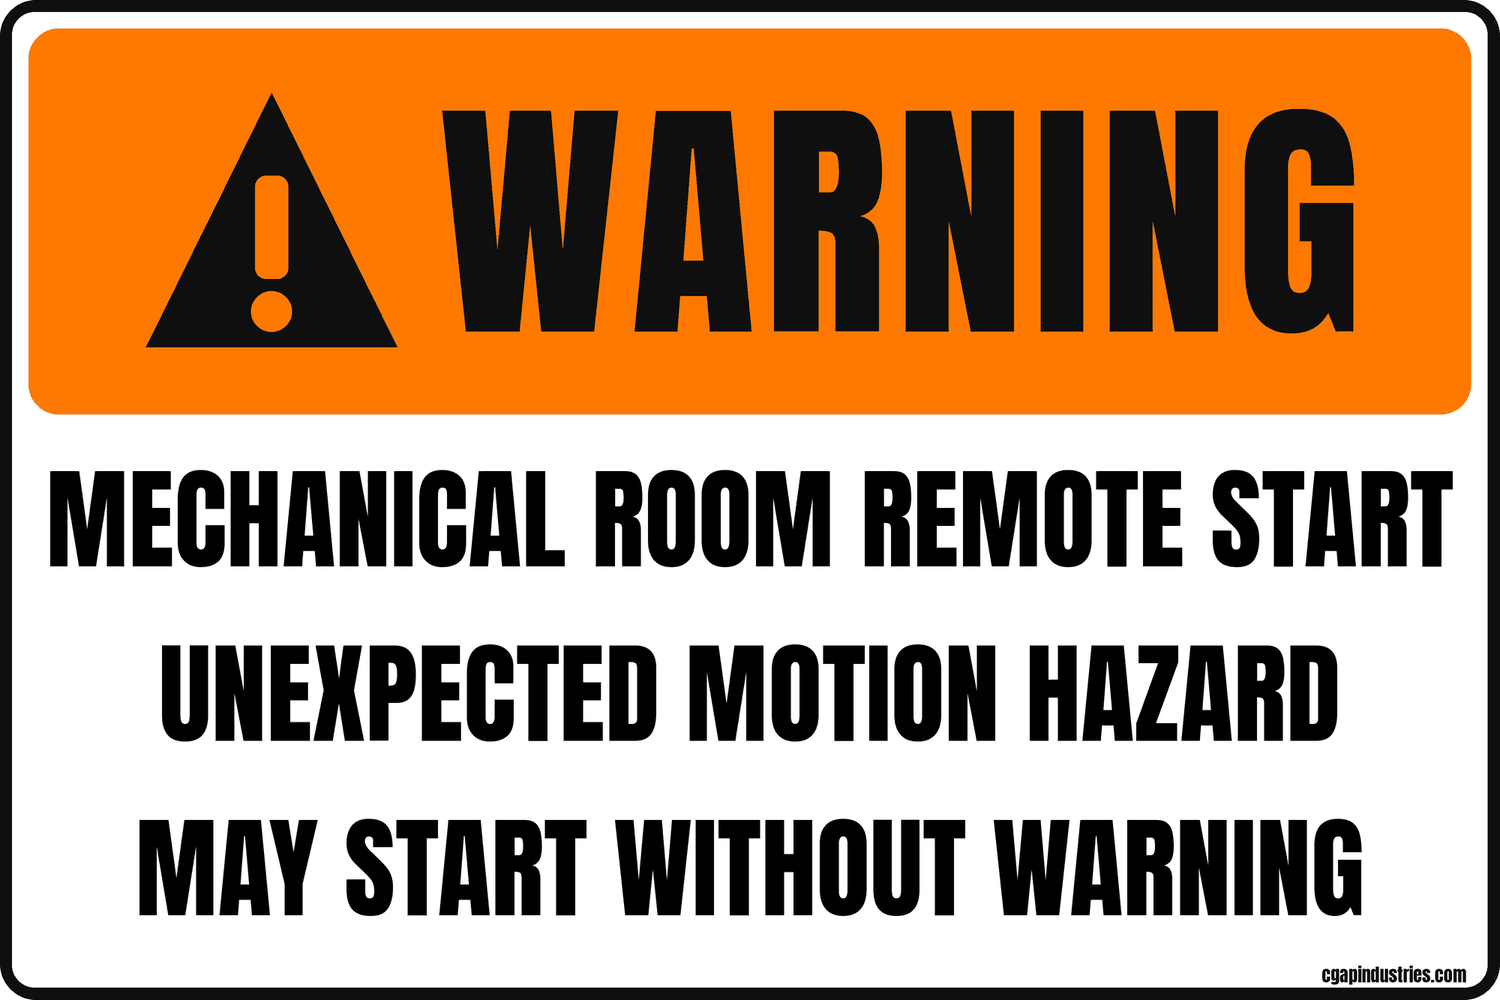 WARNING
MECHANICAL ROOM REMOTE START
UNEXPECTED MOTION HAZARD
MAY START WITHOUT WARNING
cgapindustries.com